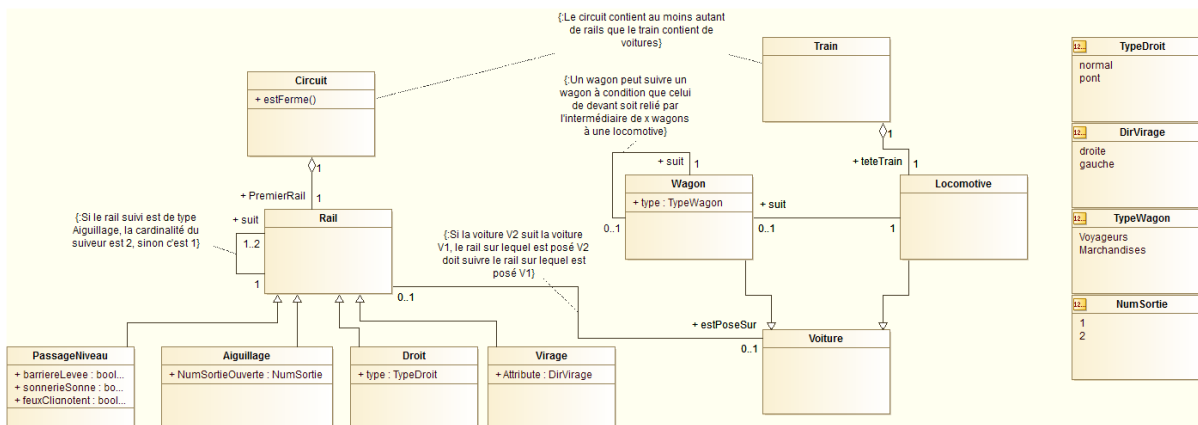 {:Le circuit contient au moins autant
de rails que le train contient de
voitures}
Circuit
+ estFerme()
Train
{:Un wagon peut suivre un
wagon à condition que celui
de devant soit relié par
l'intermédiaire de x wagons
à une locomotive}
12... TypeDroit
normal
pont
12... DirVirage
droite
gauche
12... TypeWagon
Voyageurs
Marchandises
12... NumSortie
1
2
1
+ PremierRail
1
1
+ teteTrain
1
+ suit
1
Wagon
+ type : TypeWagon
0..1
+ suit
0..1
1
Locomotive
{:Si le rail suivi est de type
Aiguillage, la cardinalité du
suiveur est 2, sinon c'est 1}
+ suit
1..2
1
Rail
0..1
{:Si la voiture V2 suit la voiture
V1, le rail sur lequel est posé V2
doit suivre le rail sur lequel est
posé V1}
+ estPoseSur
0..1
Voiture
PassageNiveau
+ barriereLevee : bool...
+ sonnerieSonne : bo...
+ feuxClignotent : bool...
Aiguillage
+ NumSortieOuverte : NumSortie
Droit
+ type : TypeDroit
Virage
+ Attribute : DirVirage